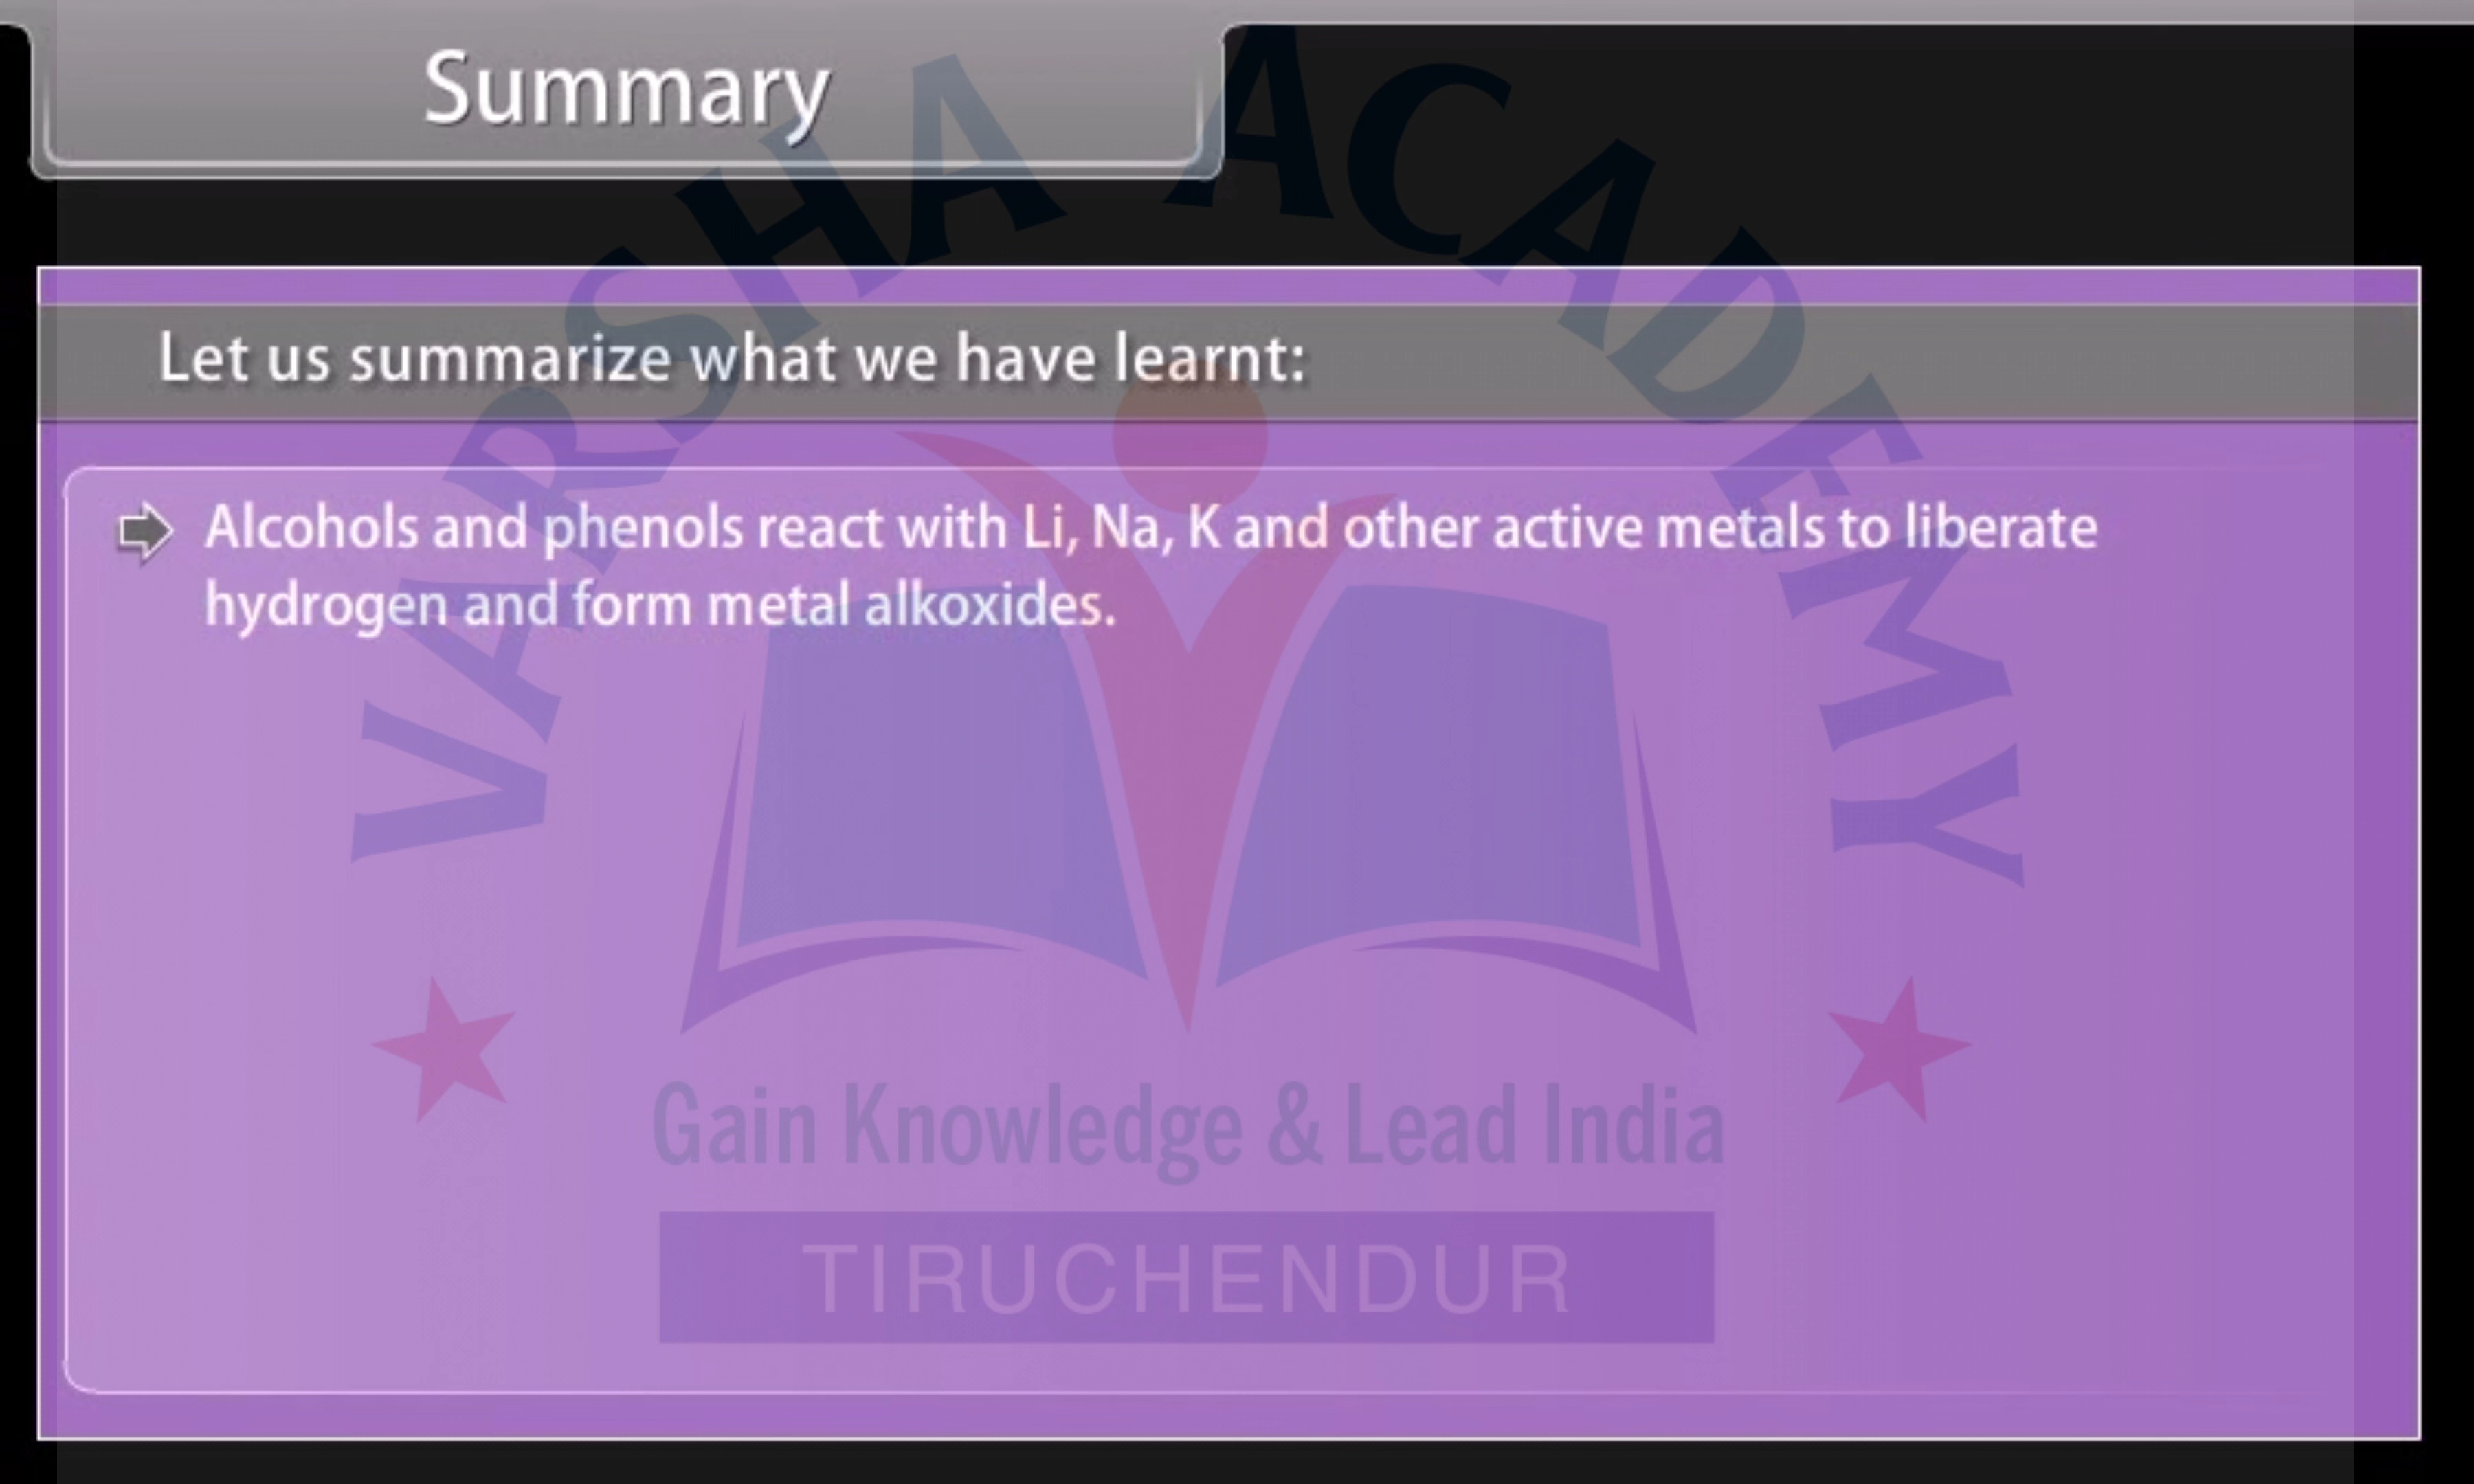 Summary
VARSHA ACADEMY
Let us summarize what we have learnt:
Alcohols and phenols react with Li, Na, K and other active metals to liberate
hydrogen and form metal alkoxides.
Gain Knowledge & Lead India
TIRUCHENDUR